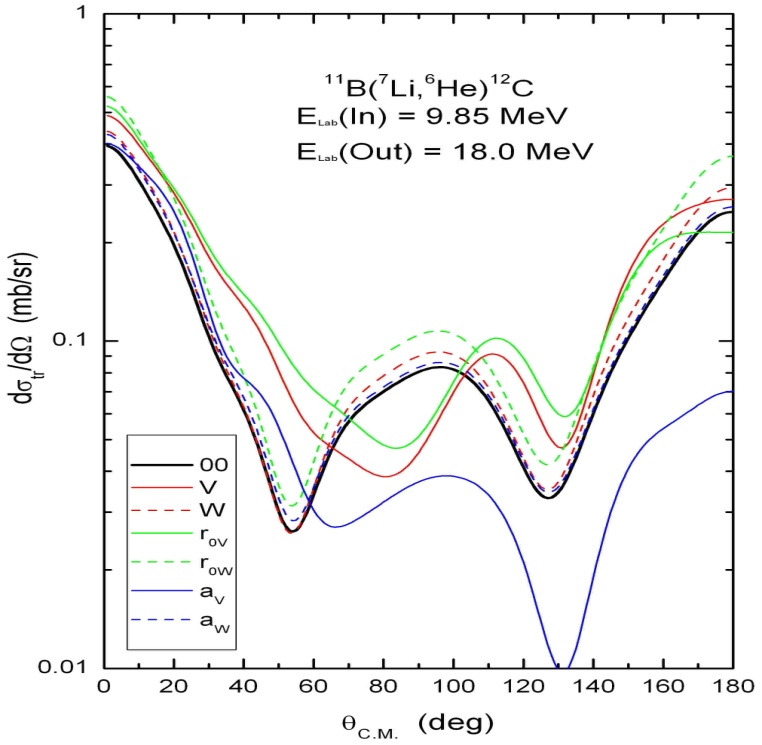 ¹¹B(⁷Li,⁶He)¹²C
E_Lab(In) = 9.85 MeV
E_Lab(Out) = 18.0 MeV
1
0.1
0.01
dσ_tr/dΩ (mb/sr)
00
V
W
r_0V
r_0W
a_V
a_W
0 20 40 60 80 100 120 140 160 180
θ_C.M. (deg)